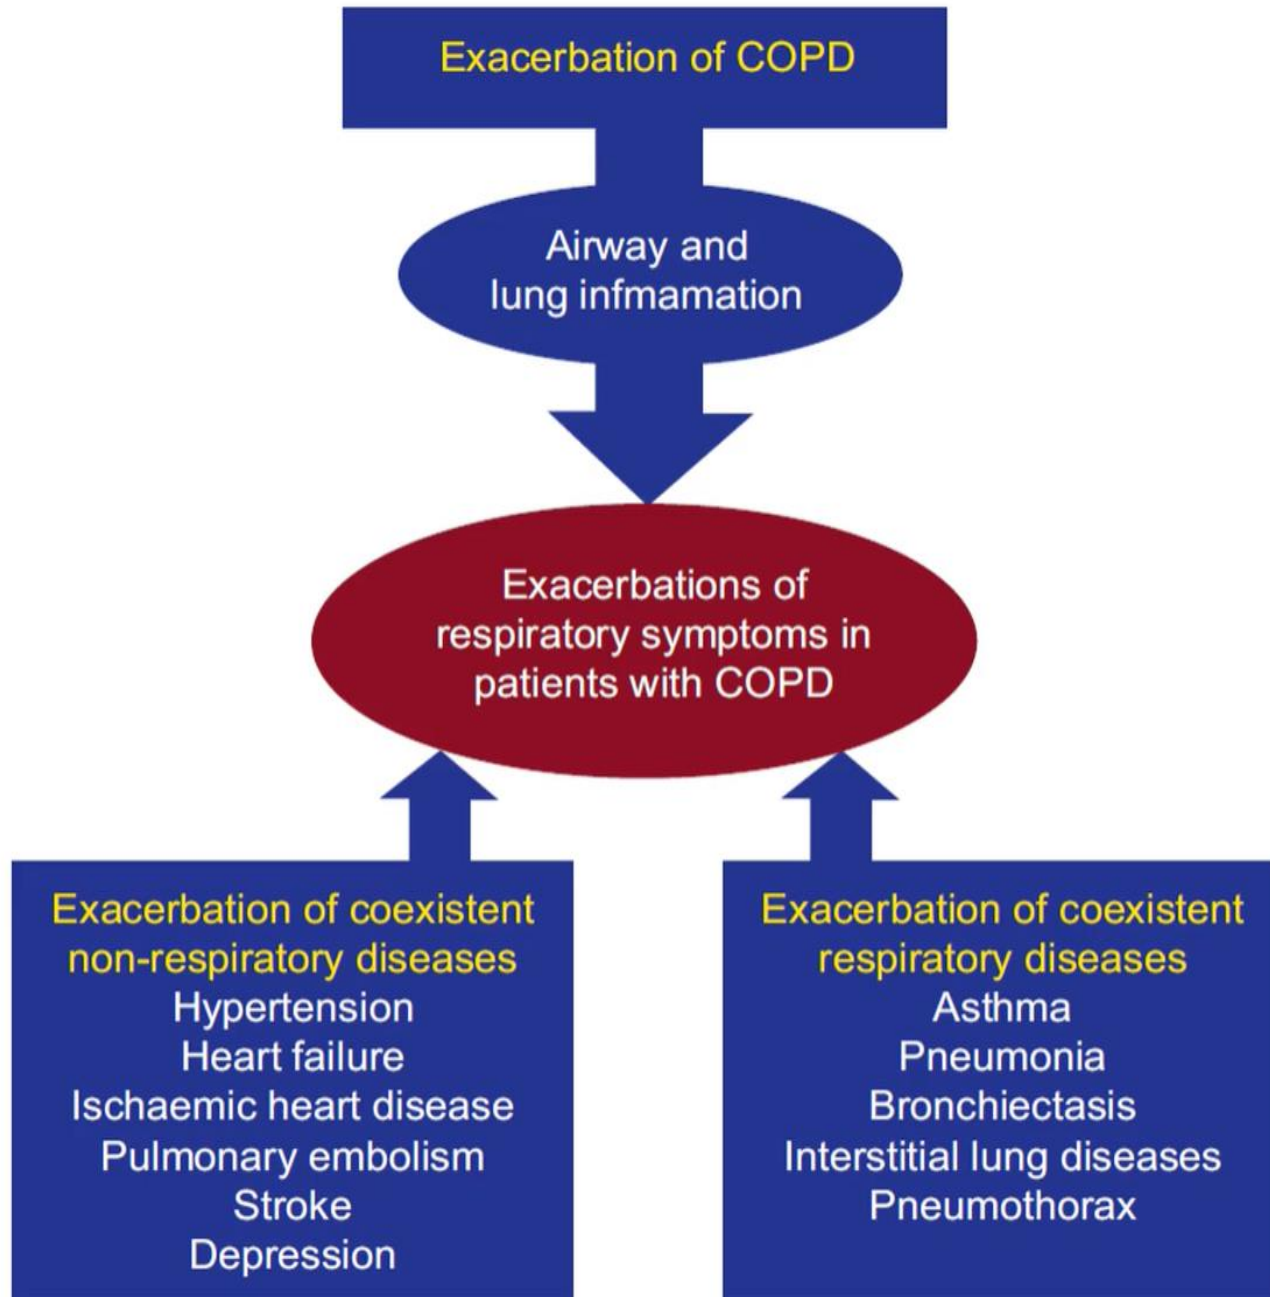 Exacerbation of COPD
Airway and
lung infmamation
Exacerbations of
respiratory symptoms in
patients with COPD
Exacerbation of coexistent
non-respiratory diseases
Hypertension
Heart failure
Ischaemic heart disease
Pulmonary embolism
Stroke
Depression
Exacerbation of coexistent
respiratory diseases
Asthma
Pneumonia
Bronchiectasis
Interstitial lung diseases
Pneumothorax